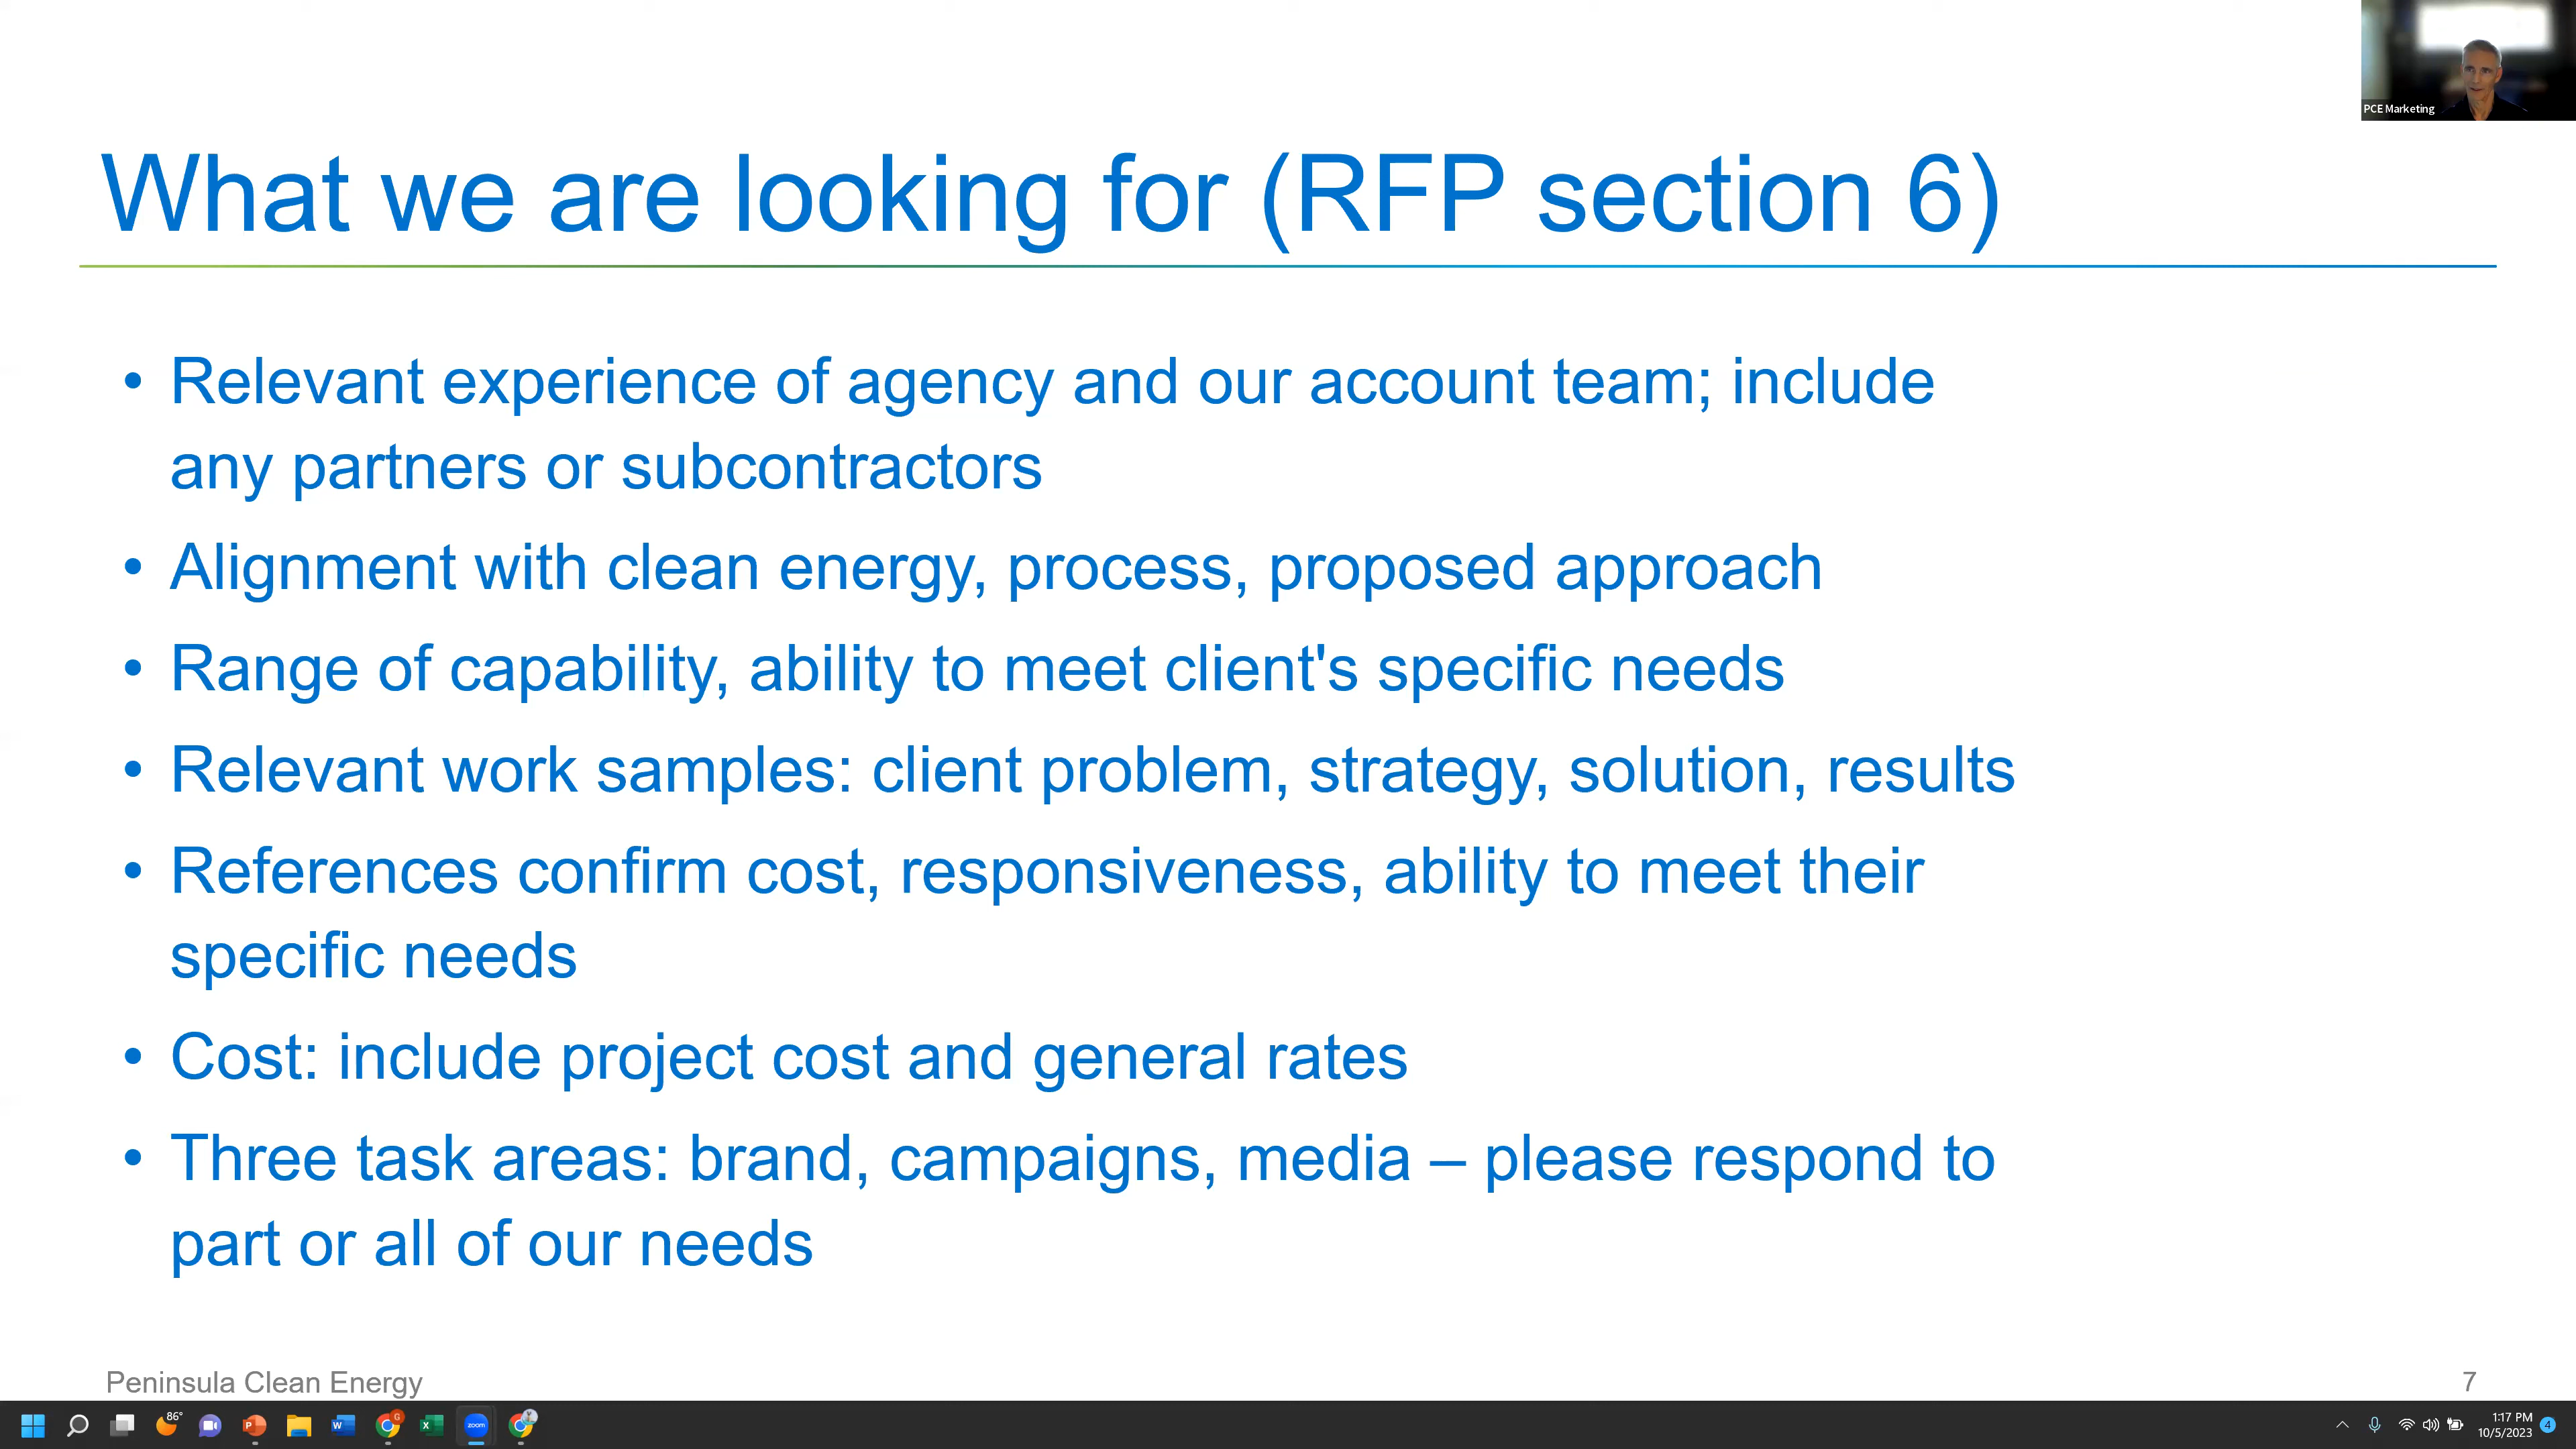 PCE Marketing
What we are looking for (RFP section 6)
• Relevant experience of agency and our account team; include
any partners or subcontractors
• Alignment with clean energy, process, proposed approach
• Range of capability, ability to meet client's specific needs
• Relevant work samples: client problem, strategy, solution, results
• References confirm cost, responsiveness, ability to meet their
specific needs
• Cost: include project cost and general rates
• Three task areas: brand, campaigns, media – please respond to
part or all of our needs
Peninsula Clean Energy
7
86°
P
W
G
X
zoom
1:17 PM
10/5/2023
4